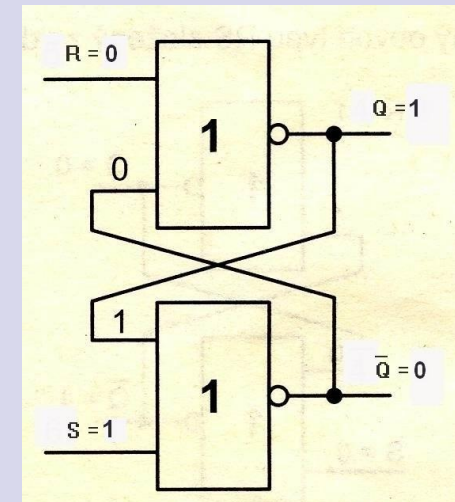 R = 0
Q = 1
1
0
1
1
Q̅ = 0
S = 1